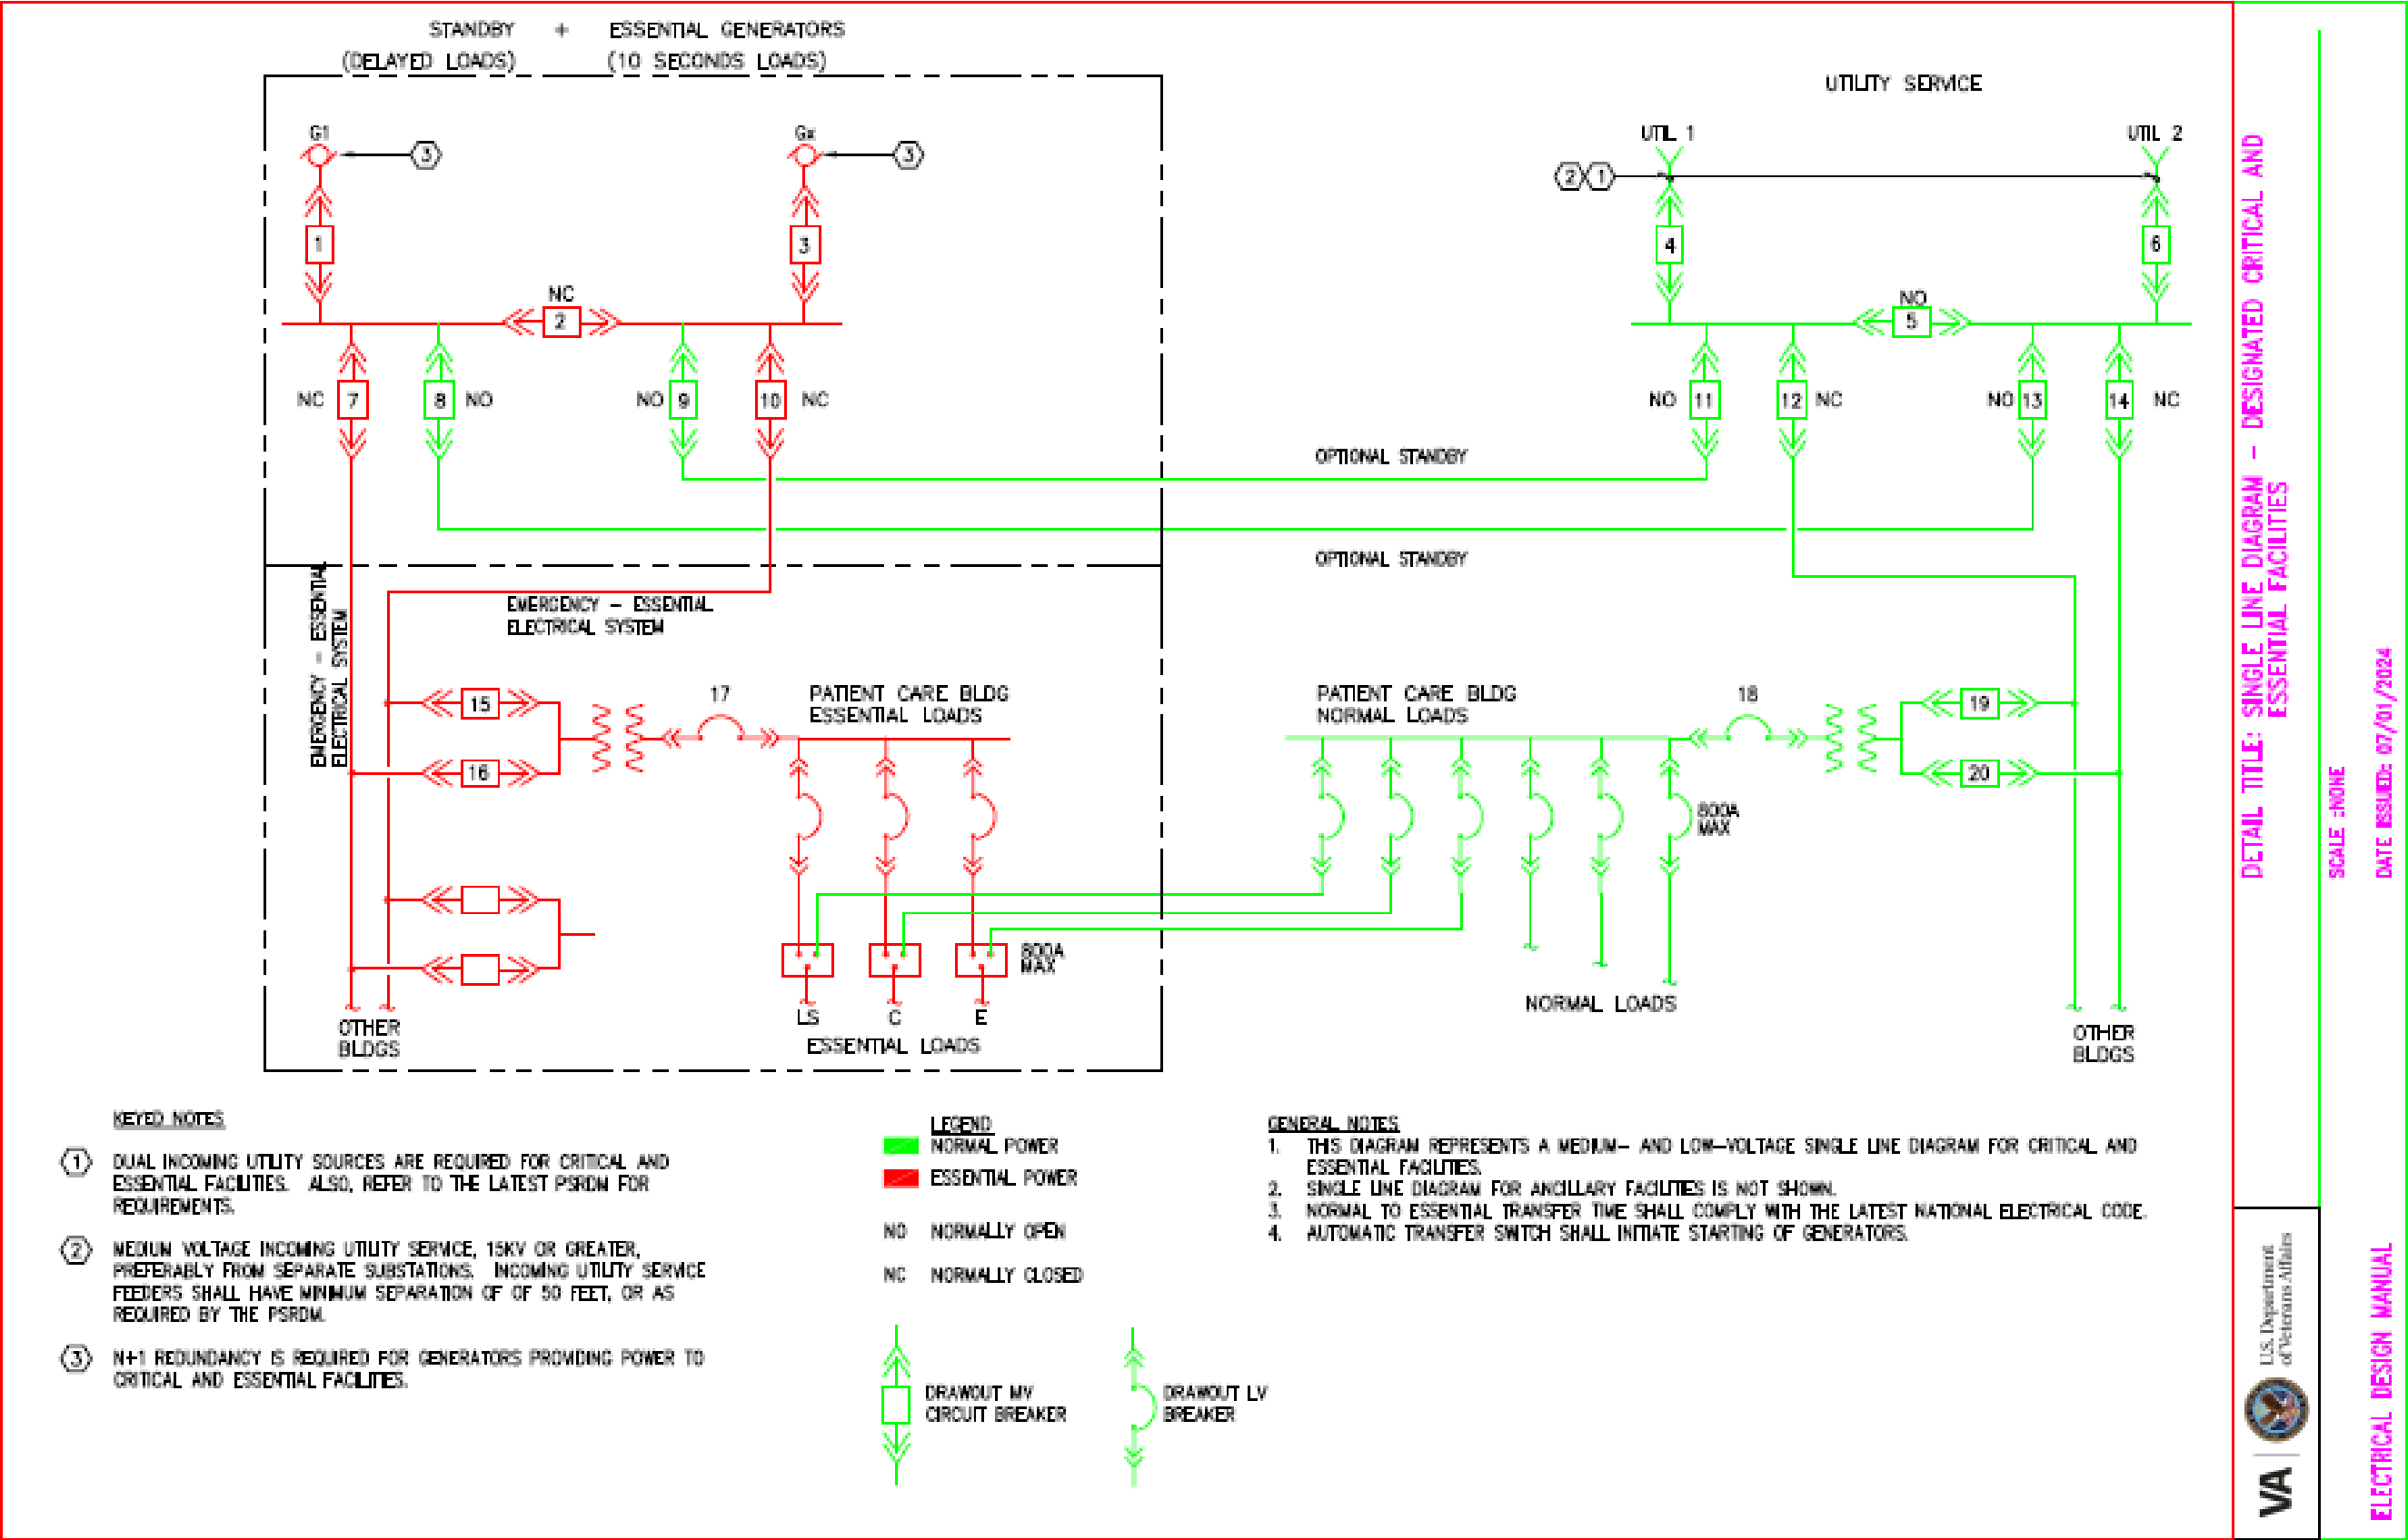 STANDBY + ESSENTIAL GENERATORS
(DELAYED LOADS) (10 SECONDS LOADS)
UTILITY SERVICE
G1
Gx
UTIL 1
UTIL 2
3
3
2 1
1
3
4
6
NC
2
NO
5
NC 7
8 NO
NO 9
10 NC
NO 11
12 NC
NO 13
14 NC
OPTIONAL STANDBY
OPTIONAL STANDBY
EMERGENCY – ESSENTIAL
ELECTRICAL SYSTEM
EMERGENCY – ESSENTIAL
ELECTRICAL SYSTEM
15
16
17
PATIENT CARE BLDG
ESSENTIAL LOADS
PATIENT CARE BLDG
NORMAL LOADS
18
19
20
800A
MAX
800A
MAX
LS C E
ESSENTIAL LOADS
NORMAL LOADS
OTHER
BLDGS
OTHER
BLDGS
KEYED NOTES
1 DUAL INCOMING UTILITY SOURCES ARE REQUIRED FOR CRITICAL AND
ESSENTIAL FACILITIES. ALSO, REFER TO THE LATEST PSRDM FOR
REQUIREMENTS.
2 MEDIUM VOLTAGE INCOMING UTILITY SERVICE, 15KV OR GREATER,
PREFERABLY FROM SEPARATE SUBSTATIONS. INCOMING UTILITY SERVICE
FEEDERS SHALL HAVE MINIMUM SEPARATION OF OF 50 FEET, OR AS
REQUIRED BY THE PSRDM.
3 N+1 REDUNDANCY IS REQUIRED FOR GENERATORS PROVIDING POWER TO
CRITICAL AND ESSENTIAL FACILITIES.
LEGEND
NORMAL POWER
ESSENTIAL POWER
NO NORMALLY OPEN
NC NORMALLY CLOSED
DRAWOUT MV
CIRCUIT BREAKER
DRAWOUT LV
BREAKER
GENERAL NOTES
1. THIS DIAGRAM REPRESENTS A MEDIUM– AND LOW–VOLTAGE SINGLE LINE DIAGRAM FOR CRITICAL AND
ESSENTIAL FACILITIES.
2. SINGLE LINE DIAGRAM FOR ANCILLARY FACILITIES IS NOT SHOWN.
3. NORMAL TO ESSENTIAL TRANSFER TIME SHALL COMPLY WITH THE LATEST NATIONAL ELECTRICAL CODE.
4. AUTOMATIC TRANSFER SWITCH SHALL INITIATE STARTING OF GENERATORS.
DETAIL TITLE: SINGLE LINE DIAGRAM – DESIGNATED CRITICAL AND
ESSENTIAL FACILITIES
SCALE :NONE
DATE ISSUED: 07/01/2024
VA
U.S. Department
of Veterans Affairs
ELECTRICAL DESIGN MANUAL